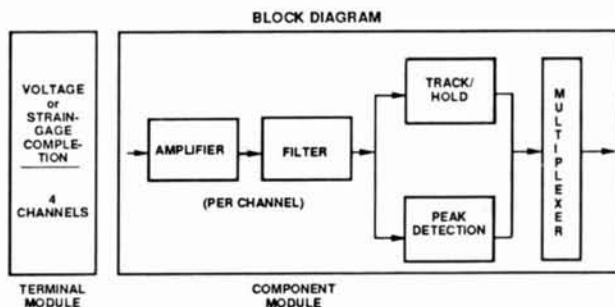 BLOCK DIAGRAM
VOLTAGE
or
STRAIN-
GAGE
COMPLE-
TION
4
CHANNELS
AMPLIFIER
FILTER
(PER CHANNEL)
TRACK/
HOLD
PEAK
DETECTION
MULTIPLEXER
TERMINAL
MODULE
COMPONENT
MODULE